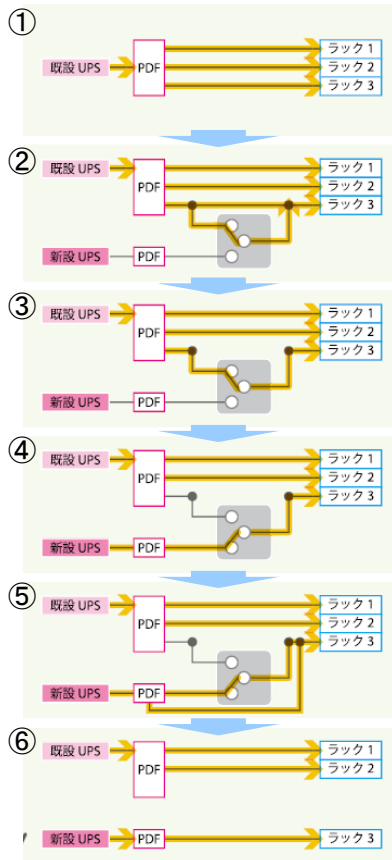 ①
既設 UPS
PDF
ラック 1
ラック 2
ラック 3
②
既設 UPS
PDF
ラック 1
ラック 2
ラック 3
新設 UPS
PDF
③
既設 UPS
PDF
ラック 1
ラック 2
ラック 3
新設 UPS
PDF
④
既設 UPS
PDF
ラック 1
ラック 2
ラック 3
新設 UPS
PDF
⑤
既設 UPS
PDF
ラック 1
ラック 2
ラック 3
新設 UPS
PDF
⑥
既設 UPS
PDF
ラック 1
ラック 2
新設 UPS
PDF
ラック 3